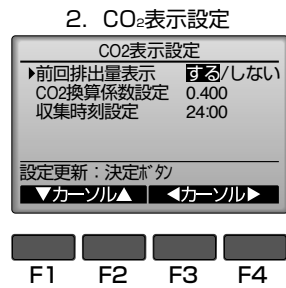 2. CO₂表示設定
CO2表示設定
▶前回排出量表示 する/しない
CO2換算係数設定 0.400
収集時刻設定 24:00
設定更新：決定ﾎﾞﾀﾝ
▼カーソル▲ ◀カーソル▶
F1 F2 F3 F4